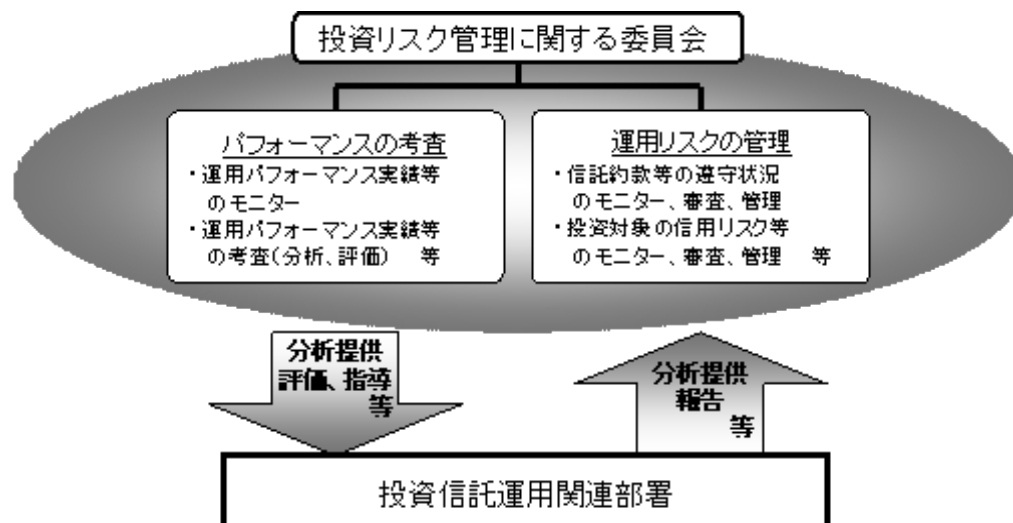 投資リスク管理に関する委員会
パフォーマンスの考査
・運用パフォーマンス実績等
のモニター
・運用パフォーマンス実績等
の考査(分析、評価) 等
運用リスクの管理
・信託約款等の遵守状況
のモニター、審査、管理
・投資対象の信用リスク等
のモニター、審査、管理 等
分析提供
評価、指導
等
分析提供
報告
等
投資信託運用関連部署